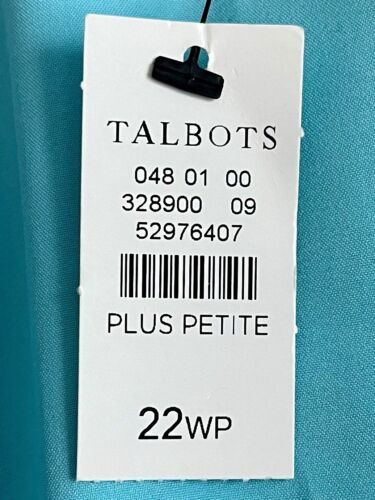 TALBOTS
048 01 00
328900 09
52976407
PLUS PETITE
22WP